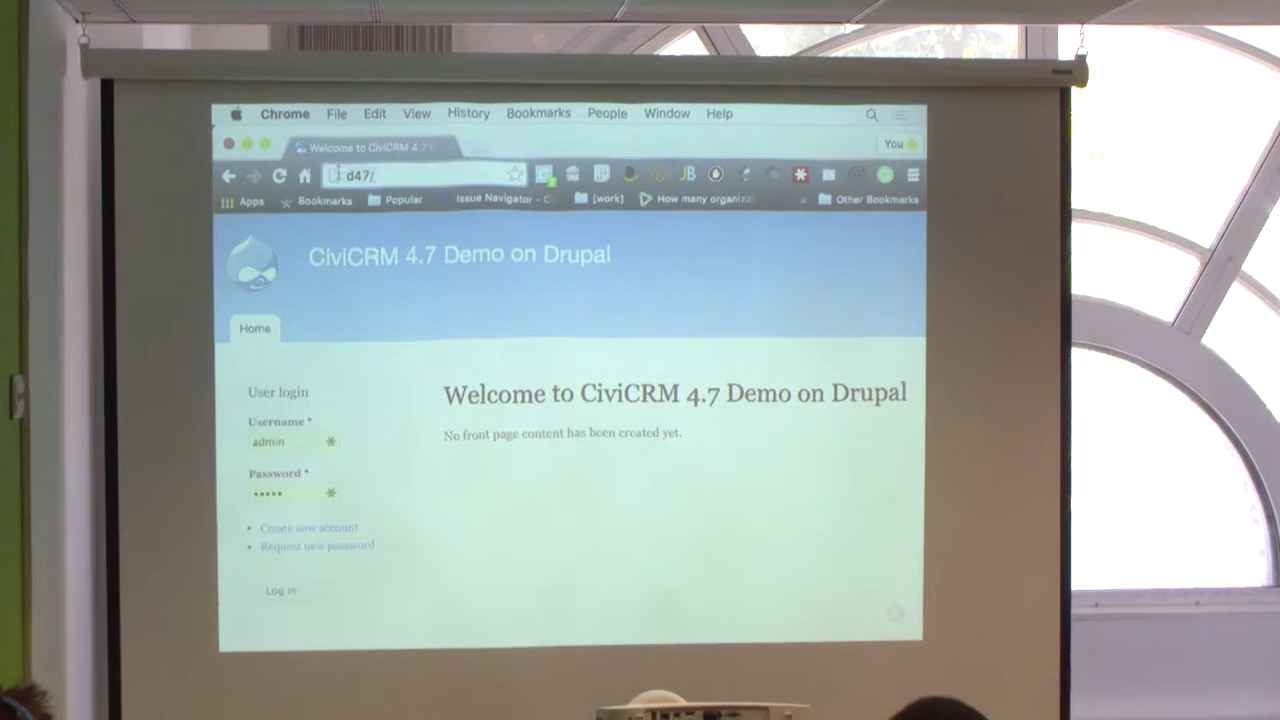 Chrome File Edit View History Bookmarks People Window Help
Welcome to CiviCRM 4.7
You
d47/
JB
Apps Bookmarks Popular Issue Navigator - [work] How many organiza Other Bookmarks
CiviCRM 4.7 Demo on Drupal
Home
User login
Welcome to CiviCRM 4.7 Demo on Drupal
Username *
admin
No front page content has been created yet.
Password *
•••••
Create new account
Request new password
Log in